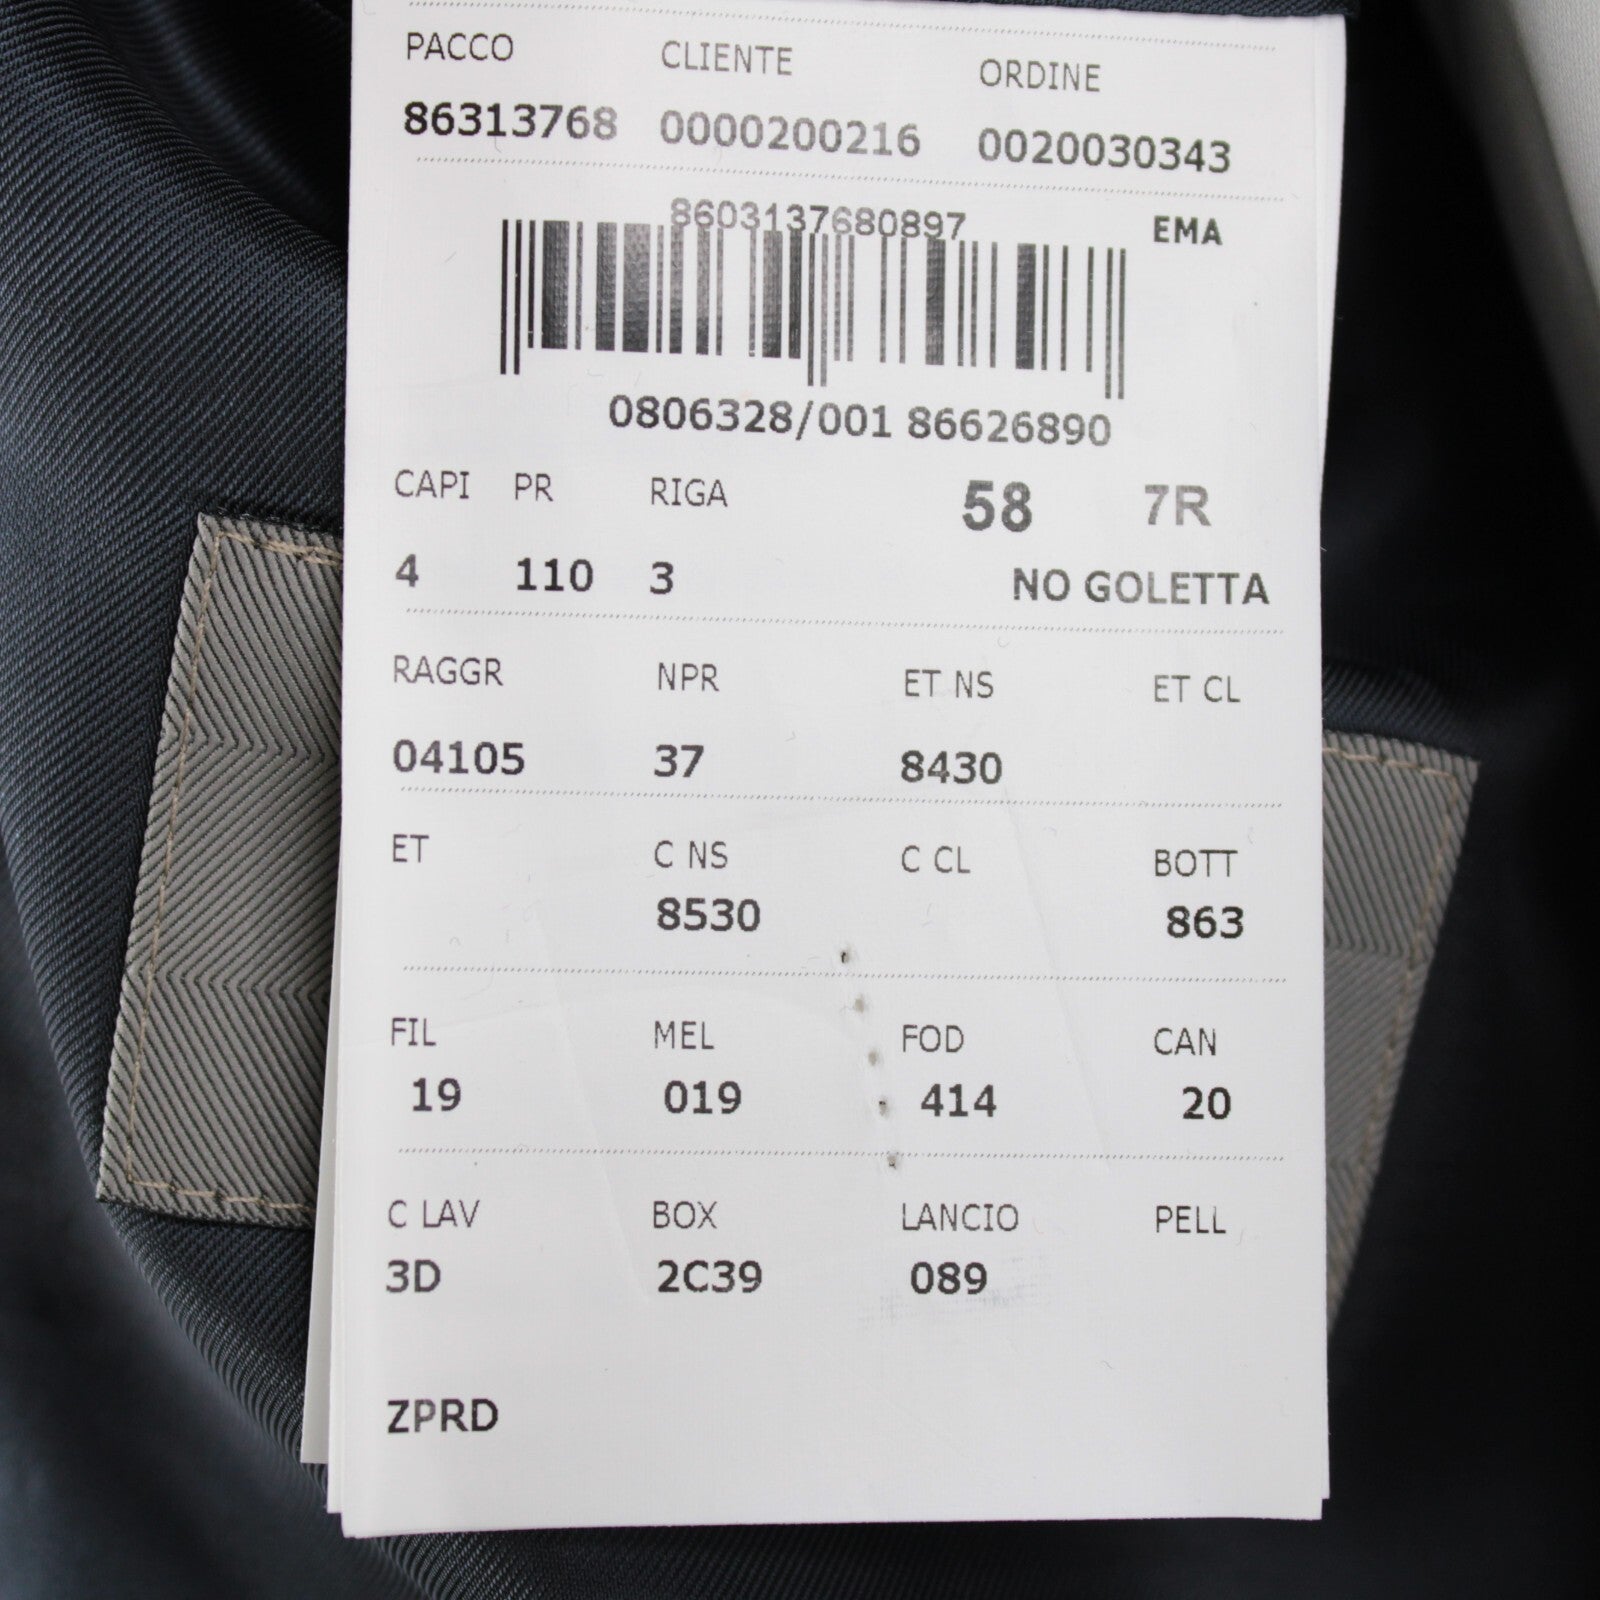 PACCO CLIENTE ORDINE
86313768 0000200216 0020030343
8603137680897 EMA
0806328/001 86626890
CAPI PR RIGA 58 7R
4 110 3 NO GOLETTA
RAGGR NPR ET NS ET CL
04105 37 8430
ET C NS C CL BOTT
8530 863
FIL MEL FOD CAN
19 019 414 20
C LAV BOX LANCIO PELL
3D 2C39 089
ZPRD